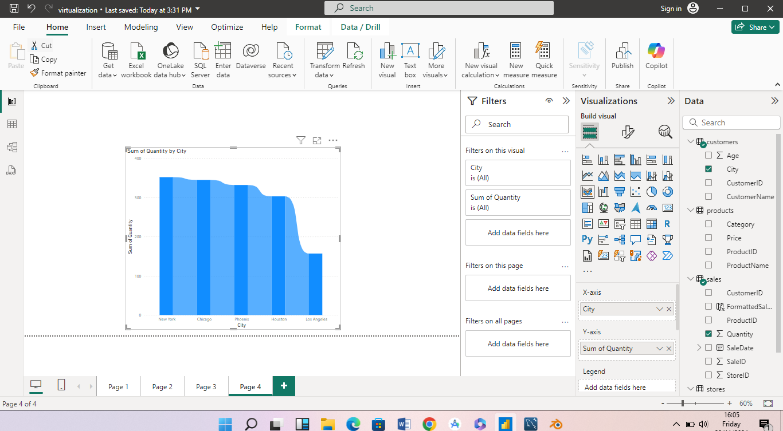 virtualization • Last saved: Today at 3:31 PM
Search
Sign in
File
Home
Insert
Modeling
View
Optimize
Help
Format
Data / Drill
Share
Paste
Cut
Copy
Format painter
Clipboard
Get data
Excel workbook
OneLake data hub
SQL Server
Enter data
Dataverse
Recent sources
Data
Transform data
Refresh
Queries
New visual
Text box
More visuals
Insert
New visual calculation
New measure
Quick measure
Calculations
Sensitivity
Sensitivity
Publish
Share
Copilot
Copilot
Sum of Quantity by City
Sum of Quantity
New York
Chicago
Phoenix
Houston
Los Angeles
City
Filters
Search
Filters on this visual
City
is (All)
Sum of Quantity
is (All)
Add data fields here
Filters on this page
Add data fields here
Filters on all pages
Add data fields here
Visualizations
Build visual
R
Py
X-axis
City
Y-axis
Sum of Quantity
Legend
Add data fields here
Data
Search
customers
Age
City
CustomerID
CustomerName
products
Category
Price
ProductID
ProductName
sales
CustomerID
FormattedSal...
ProductID
Quantity
SaleDate
SaleID
StoreID
stores
Page 1
Page 2
Page 3
Page 4
Page 4 of 4
60%
16:05
Friday